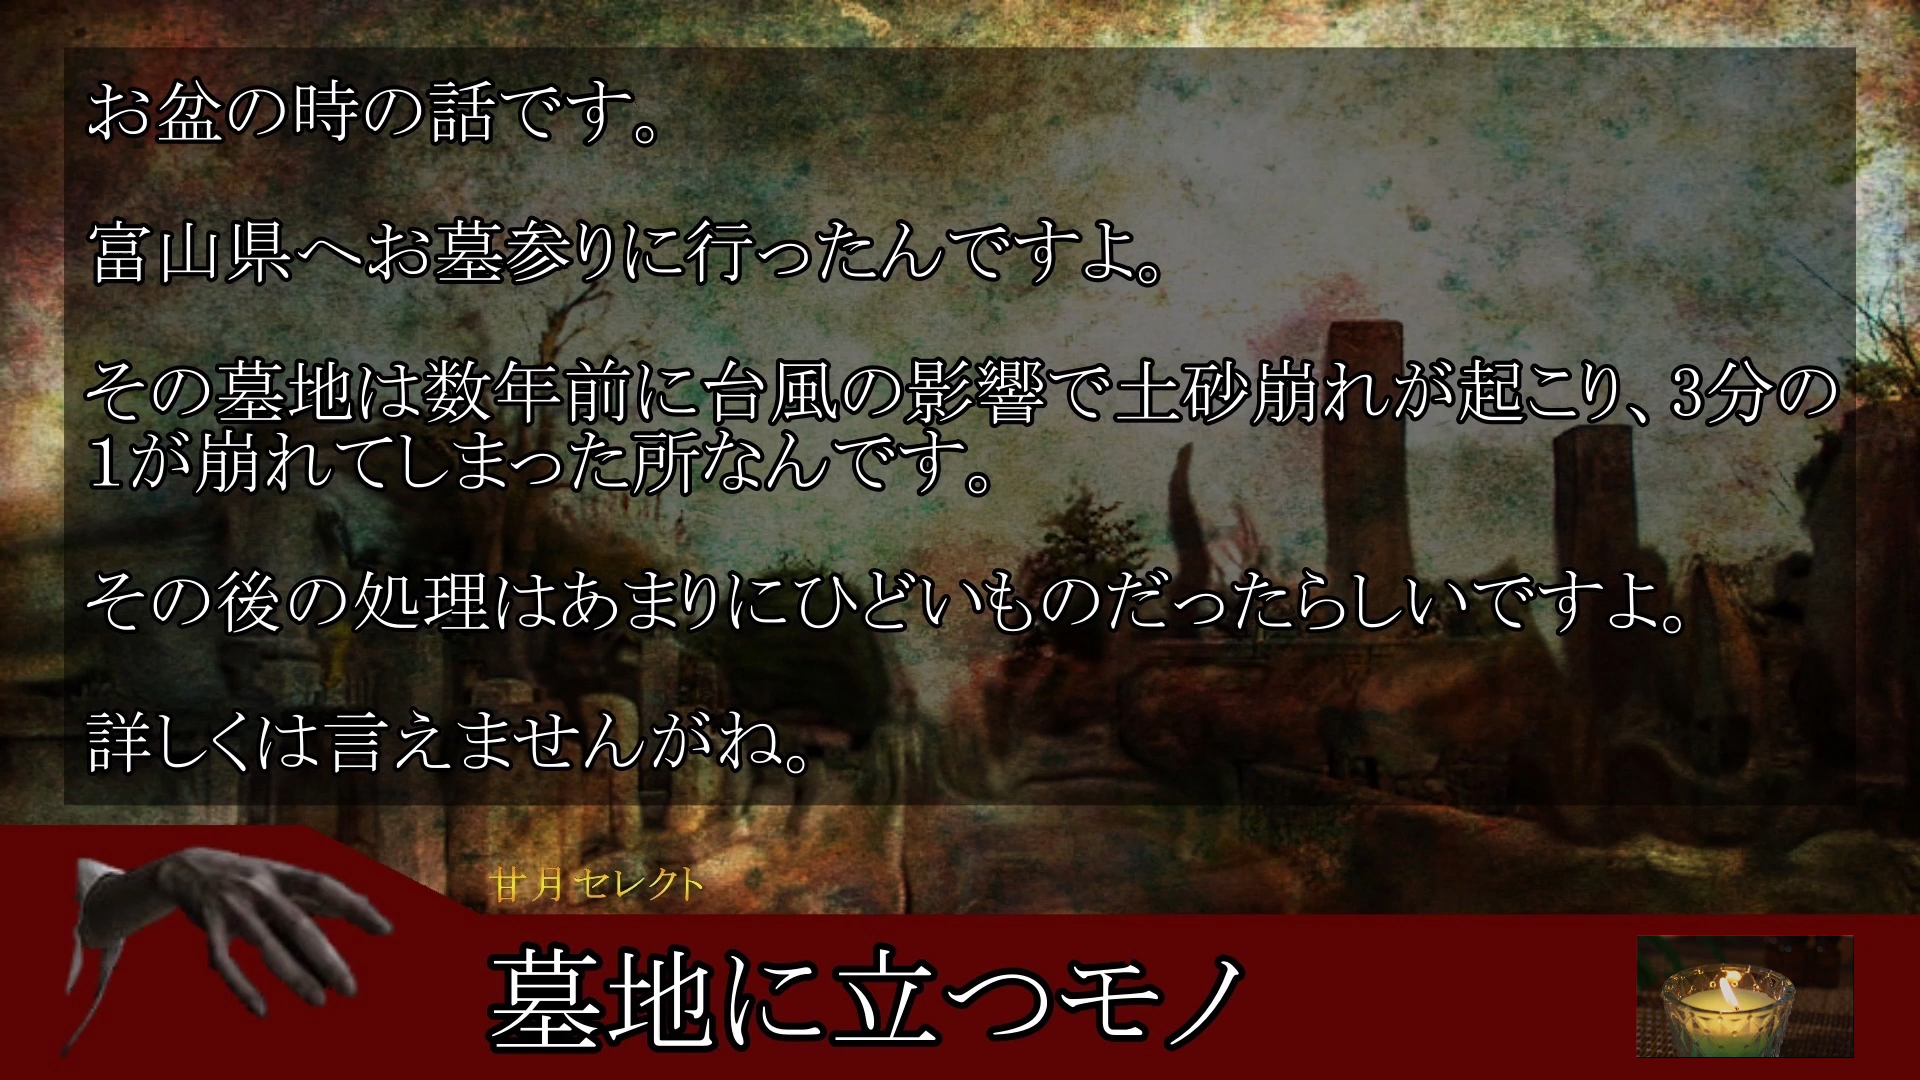 お盆の時の話です。
富山県へお墓参りに行ったんですよ。
その墓地は数年前に台風の影響で土砂崩れが起こり、3分の
1が崩れてしまった所なんです。
その後の処理はあまりにひどいものだったらしいですよ。
詳しくは言えませんがね。
甘月セレクト
墓地に立つモノ